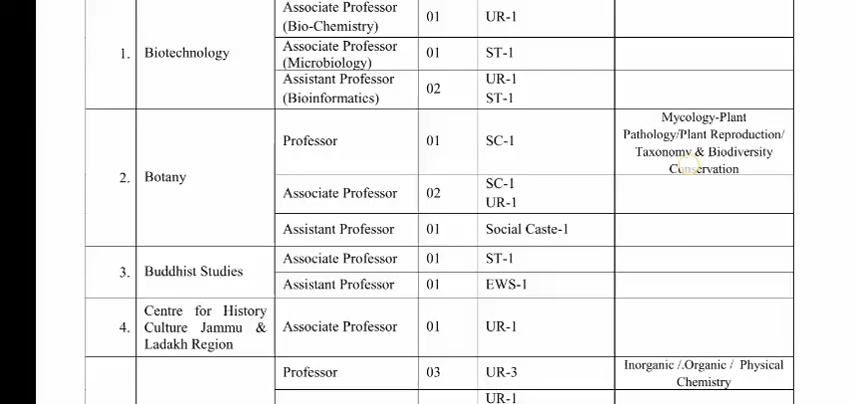 Associate Professor 01 UR-1
(Bio-Chemistry)
1. Biotechnology Associate Professor 01 ST-1
(Microbiology)
Assistant Professor 02 UR-1
(Bioinformatics) ST-1
2. Botany
Professor 01 SC-1
Mycology-Plant
Pathology/Plant Reproduction/
Taxonomy & Biodiversity
Conservation
Associate Professor 02 SC-1
UR-1
Assistant Professor 01 Social Caste-1
3. Buddhist Studies
Associate Professor 01 ST-1
Assistant Professor 01 EWS-1
4. Centre for History
Culture Jammu &
Ladakh Region
Associate Professor 01 UR-1
Professor 03 UR-3
Inorganic /.Organic / Physical
Chemistry
UR-1